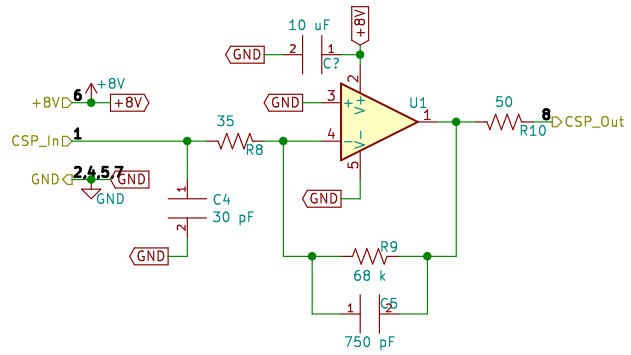 10 uF
+8V
GND
2
1
C?
6
+8V
+8V
+8V
2
GND
3
+
V+
U1
1
50
8
CSP_Out
R10
CSP_In
1
35
R8
4
-
V-
5
GND
2,4,5,7
GND
GND
GND
1
C4
30 pF
2
GND
R9
68 k
1
C5
2
750 pF